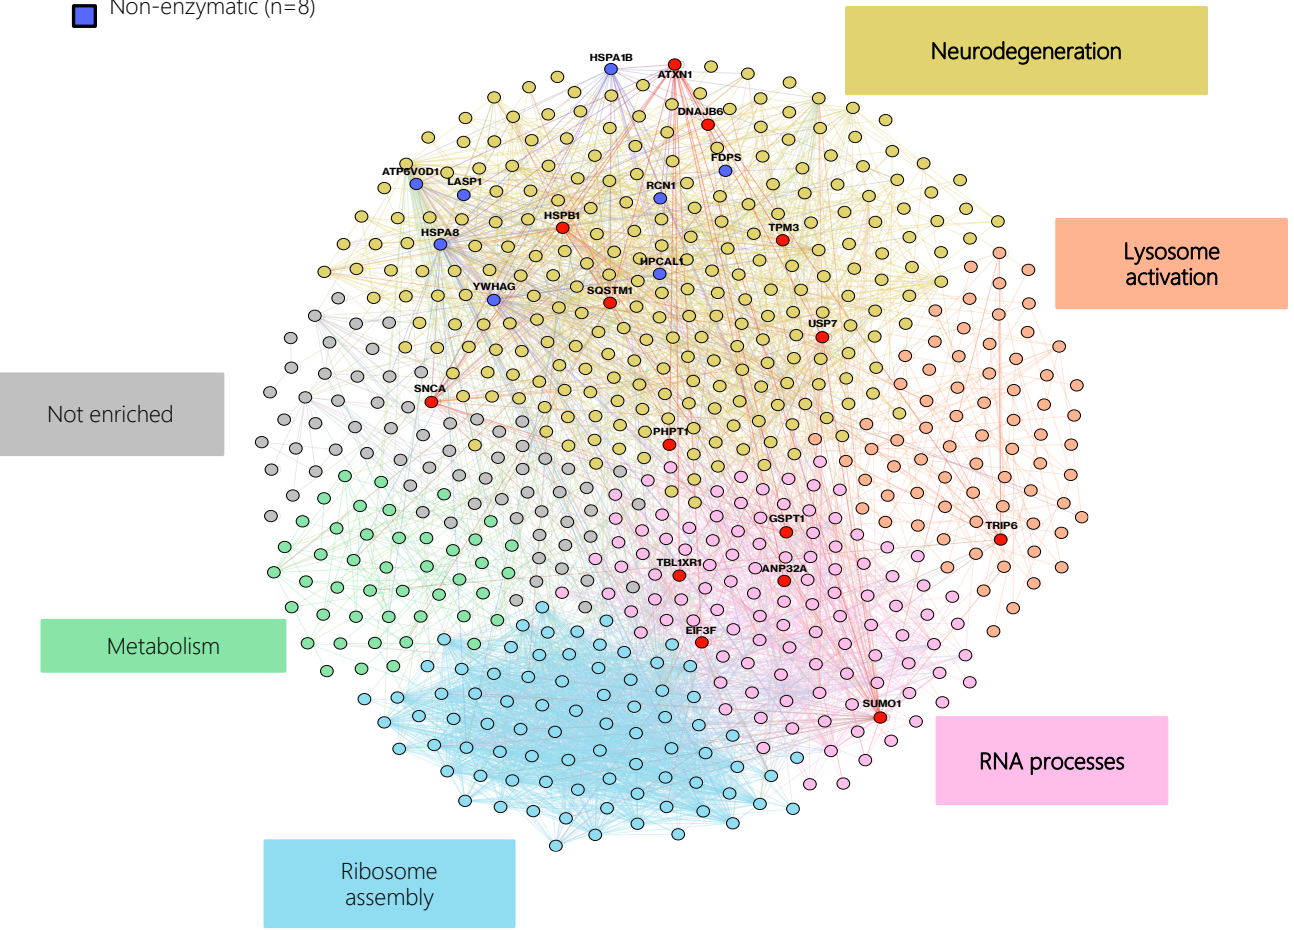 Non-enzymatic (n=8)
Neurodegeneration
HSPA1B
ATXN1
DNAJB6
FDPS
ATP6V0D1
LASP1
RCN1
HSPB1
TPM3
HSPA8
Lysosome
activation
HPCAL1
YWHAG
SQSTM1
USP7
SNCA
Not enriched
PHPT1
GSPT1
TRIP6
TBL1XR1
ANP32A
EIF3F
Metabolism
SUMO1
RNA processes
Ribosome
assembly